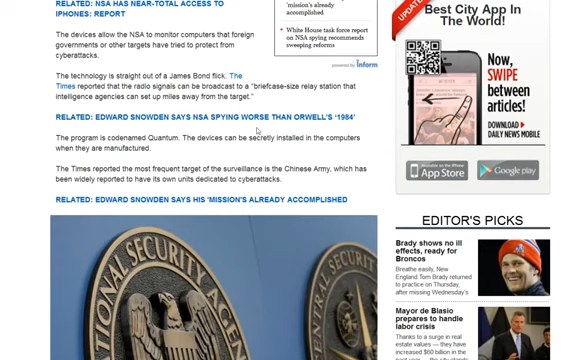 RELATED: NSA HAS NEAR-TOTAL ACCESS TO
IPHONES: REPORT
The devices allow the NSA to monitor computers that foreign
governments or other targets have tried to protect from
cyberattacks.
The technology is straight out of a James Bond flick. The
Times reported that the radio signals can be broadcast to a "briefcase-size relay station that
intelligence agencies can set up miles away from the target."
RELATED: EDWARD SNOWDEN SAYS NSA SPYING WORSE THAN ORWELL'S '1984'
The program is codenamed Quantum. The devices can be secretly installed in the computers
when they are manufactured.
The Times reported the most frequent target of the surveillance is the Chinese Army, which has
been widely reported to have its own units dedicated to cyberattacks.
RELATED: EDWARD SNOWDEN SAYS HIS 'MISSION'S ALREADY ACCOMPLISHED
'mission's already
accomplished
White House task force report
on NSA spying recommends
sweeping reforms
powered by inform
UPDATE
Best City App In
The World!
Now,
SWIPE
between
articles!
DOWNLOAD
DAILY NEWS MOBILE
Available on the iPhone
App Store
Google play
EDITOR'S PICKS
Brady shows no ill
effects, ready for
Broncos
Breathe easily, New
England.Tom Brady returned
to practice on Thursday,
after missing Wednesday's
Mayor de Blasio
prepares to handle
labor crisis
Thanks to a surge in real
estate values — they have
increased $60 billion in the
NATIONAL SECURITY AGEN
CENTRAL SECURITY